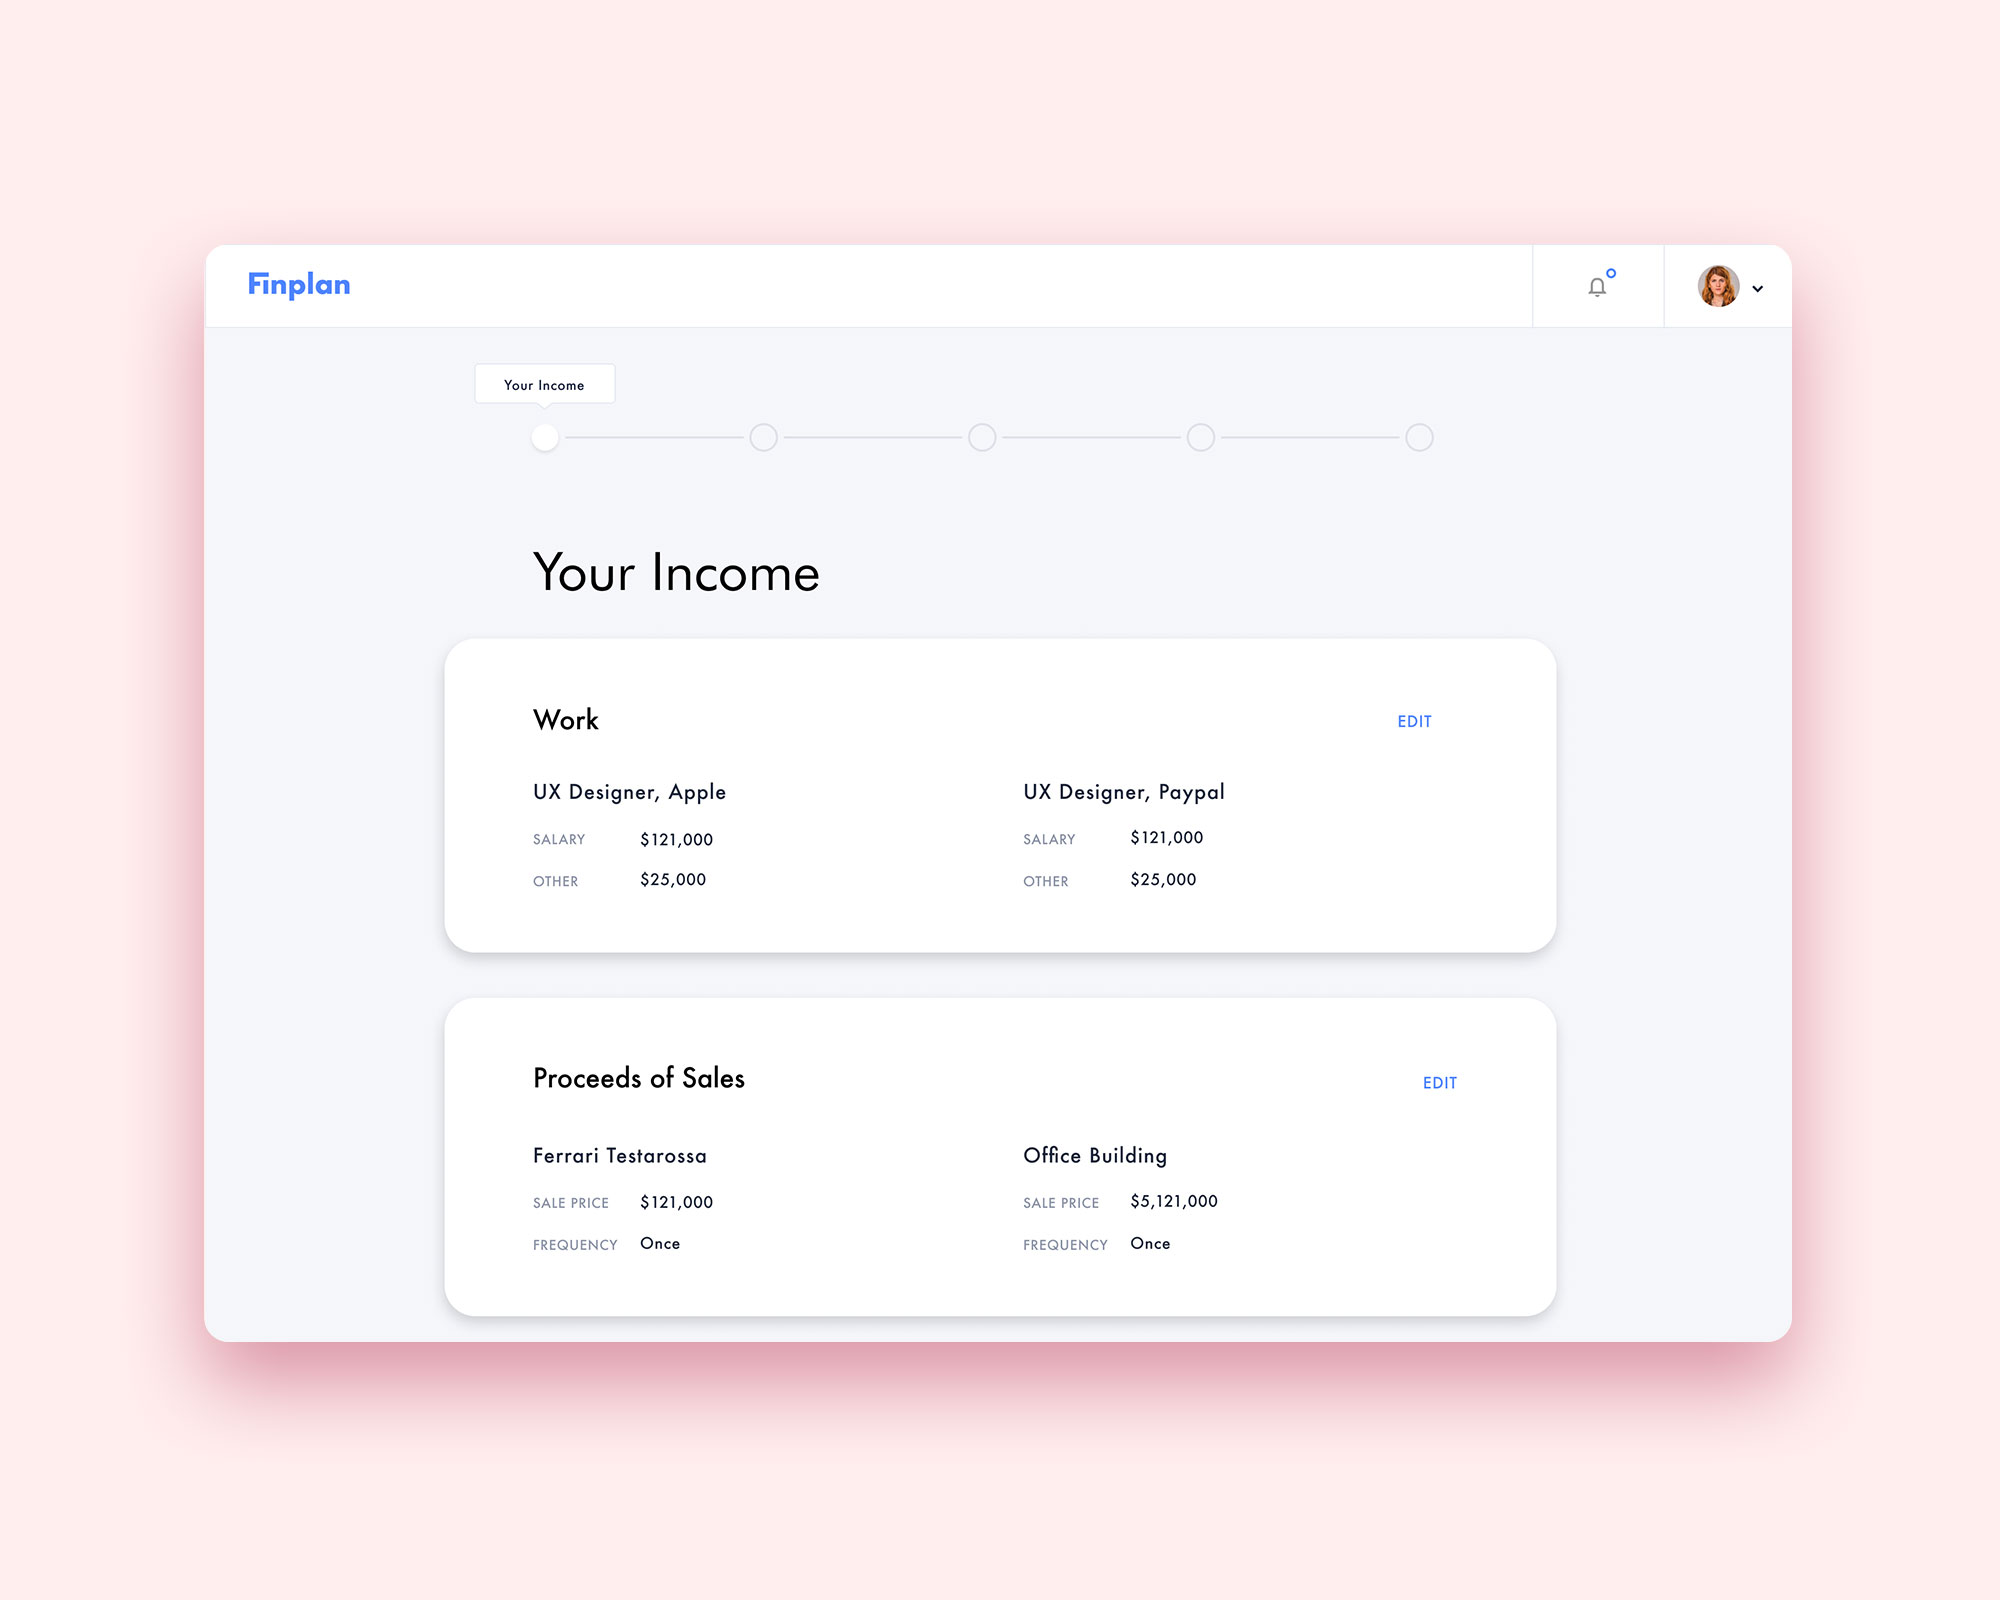 Finplan
Your Income
Your Income
Work
EDIT
UX Designer, Apple
UX Designer, Paypal
SALARY $121,000
SALARY $121,000
OTHER $25,000
OTHER $25,000
Proceeds of Sales
EDIT
Ferrari Testarossa
Office Building
SALE PRICE $121,000
SALE PRICE $5,121,000
FREQUENCY Once
FREQUENCY Once